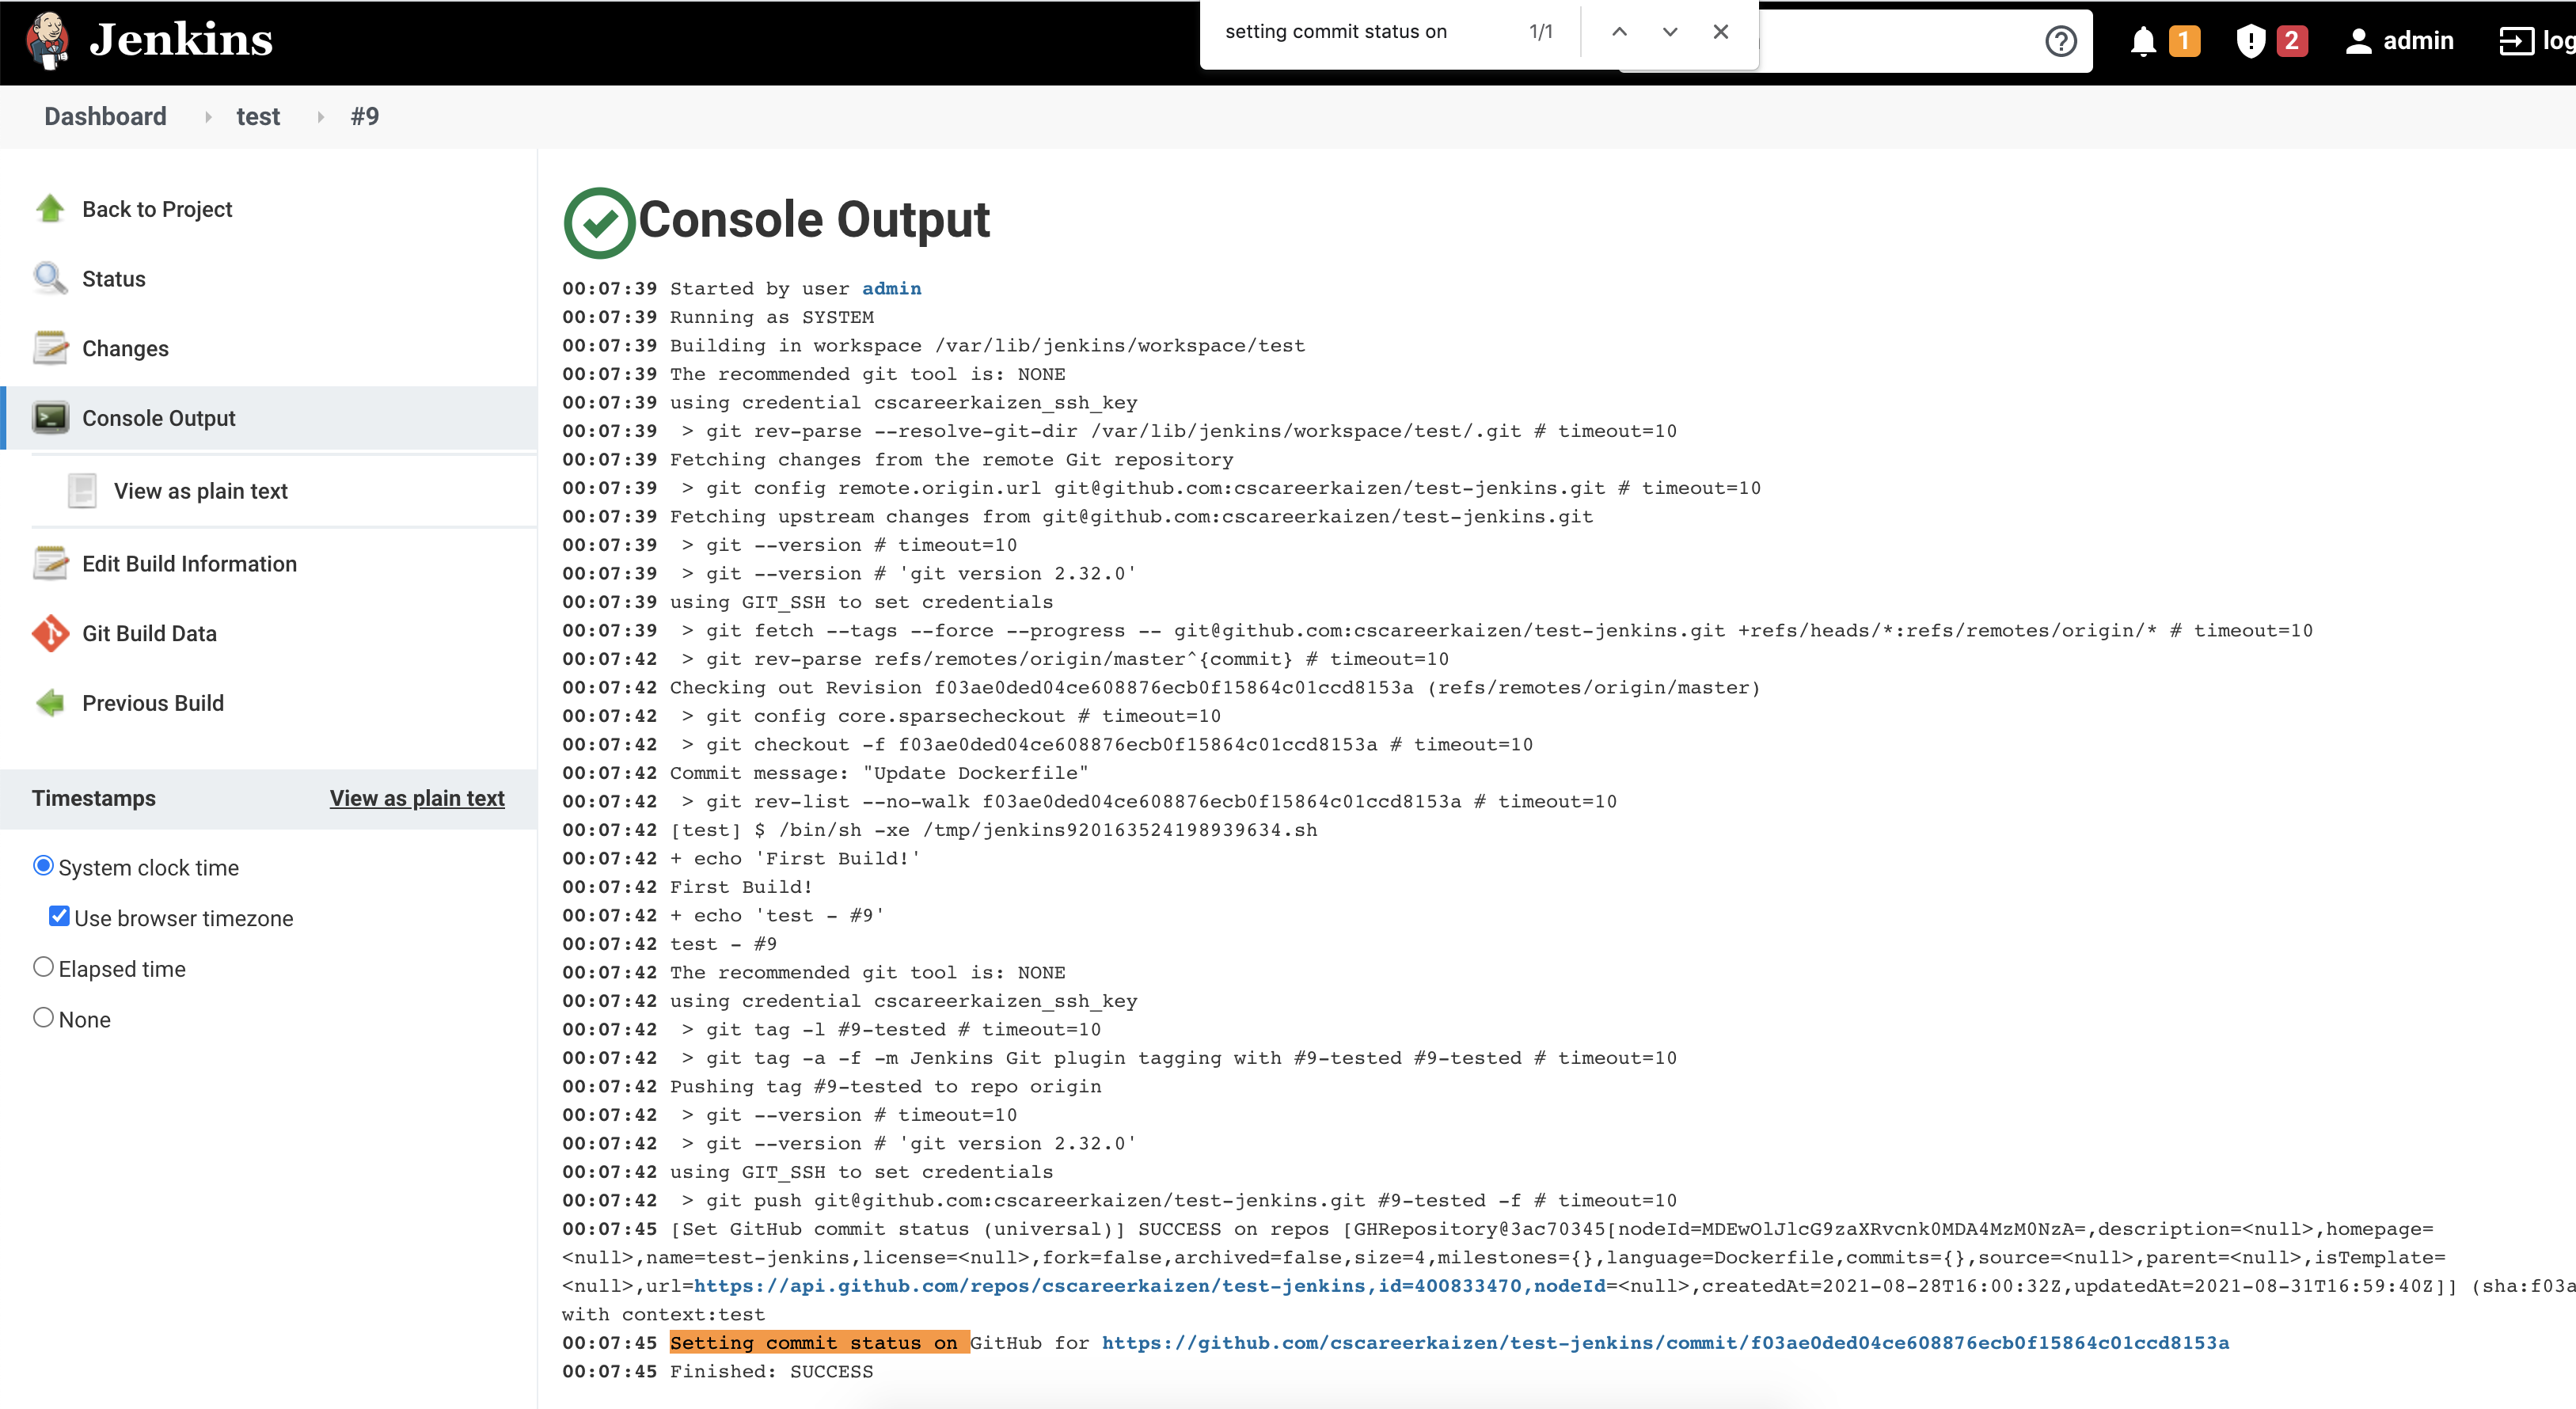 Jenkins
setting commit status on 1/1
1
2
admin
log
Dashboard test #9
Back to Project
Status
Changes
Console Output
View as plain text
Edit Build Information
Git Build Data
Previous Build
Timestamps View as plain text
System clock time
Use browser timezone
Elapsed time
None
Console Output
00:07:39 Started by user admin
00:07:39 Running as SYSTEM
00:07:39 Building in workspace /var/lib/jenkins/workspace/test
00:07:39 The recommended git tool is: NONE
00:07:39 using credential cscareerkaizen_ssh_key
00:07:39 > git rev-parse --resolve-git-dir /var/lib/jenkins/workspace/test/.git # timeout=10
00:07:39 Fetching changes from the remote Git repository
00:07:39 > git config remote.origin.url git@github.com:cscareerkaizen/test-jenkins.git # timeout=10
00:07:39 Fetching upstream changes from git@github.com:cscareerkaizen/test-jenkins.git
00:07:39 > git --version # timeout=10
00:07:39 > git --version # 'git version 2.32.0'
00:07:39 using GIT_SSH to set credentials
00:07:39 > git fetch --tags --force --progress -- git@github.com:cscareerkaizen/test-jenkins.git +refs/heads/*:refs/remotes/origin/* # timeout=10
00:07:42 > git rev-parse refs/remotes/origin/master^{commit} # timeout=10
00:07:42 Checking out Revision f03ae0ded04ce608876ecb0f15864c01ccd8153a (refs/remotes/origin/master)
00:07:42 > git config core.sparsecheckout # timeout=10
00:07:42 > git checkout -f f03ae0ded04ce608876ecb0f15864c01ccd8153a # timeout=10
00:07:42 Commit message: "Update Dockerfile"
00:07:42 > git rev-list --no-walk f03ae0ded04ce608876ecb0f15864c01ccd8153a # timeout=10
00:07:42 [test] $ /bin/sh -xe /tmp/jenkins920163524198939634.sh
00:07:42 + echo 'First Build!'
00:07:42 First Build!
00:07:42 + echo 'test - #9'
00:07:42 test - #9
00:07:42 The recommended git tool is: NONE
00:07:42 using credential cscareerkaizen_ssh_key
00:07:42 > git tag -l #9-tested # timeout=10
00:07:42 > git tag -a -f -m Jenkins Git plugin tagging with #9-tested #9-tested # timeout=10
00:07:42 Pushing tag #9-tested to repo origin
00:07:42 > git --version # timeout=10
00:07:42 > git --version # 'git version 2.32.0'
00:07:42 using GIT_SSH to set credentials
00:07:42 > git push git@github.com:cscareerkaizen/test-jenkins.git #9-tested -f # timeout=10
00:07:45 [Set GitHub commit status (universal)] SUCCESS on repos [GHRepository@3ac70345[nodeId=MDEwOlJlcG9zaXRvcnk0MDA4MzM0NzA=,description=<null>,homepage=
<null>,name=test-jenkins,license=<null>,fork=false,archived=false,size=4,milestones={},language=Dockerfile,commits={},source=<null>,parent=<null>,isTemplate=
<null>,url=https://api.github.com/repos/cscareerkaizen/test-jenkins,id=400833470,nodeId=<null>,createdAt=2021-08-28T16:00:32Z,updatedAt=2021-08-31T16:59:40Z]] (sha:f03a
with context:test
00:07:45 Setting commit status on GitHub for https://github.com/cscareerkaizen/test-jenkins/commit/f03ae0ded04ce608876ecb0f15864c01ccd8153a
00:07:45 Finished: SUCCESS